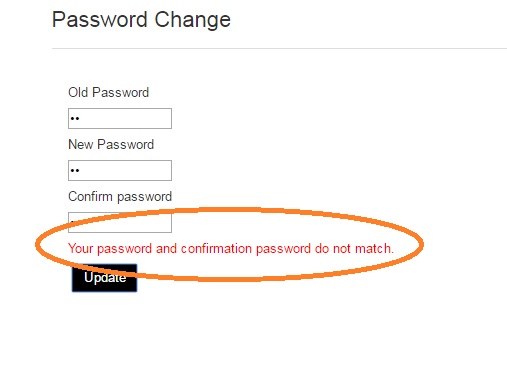 Password Change
Old Password
••
New Password
••
Confirm password
Your password and confirmation password do not match.
Update